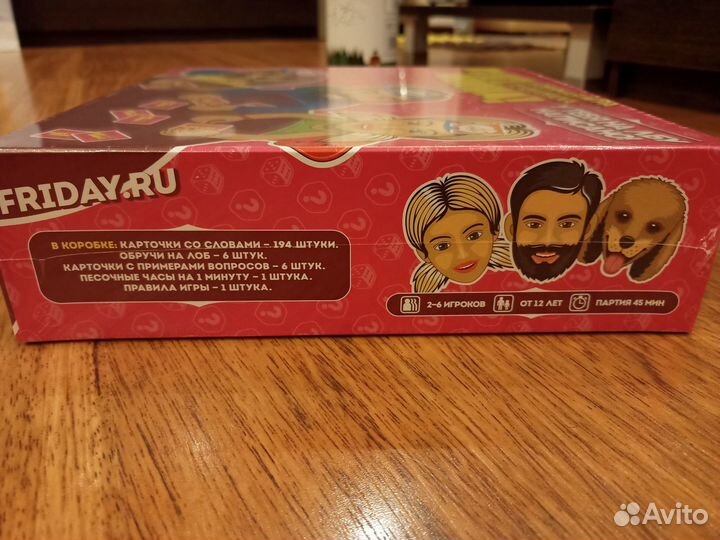 FRIDAY.RU
В КОРОБКЕ: КАРТОЧКИ СО СЛОВАМИ – 194 ШТУКИ.
ОБРУЧИ НА ЛОБ – 6 ШТУК.
КАРТОЧКИ С ПРИМЕРАМИ ВОПРОСОВ – 6 ШТУК.
ПЕСОЧНЫЕ ЧАСЫ НА 1 МИНУТУ – 1 ШТУКА.
ПРАВИЛА ИГРЫ – 1 ШТУКА.
2–6 ИГРОКОВ ОТ 12 ЛЕТ ПАРТИЯ 45 МИН
Avito